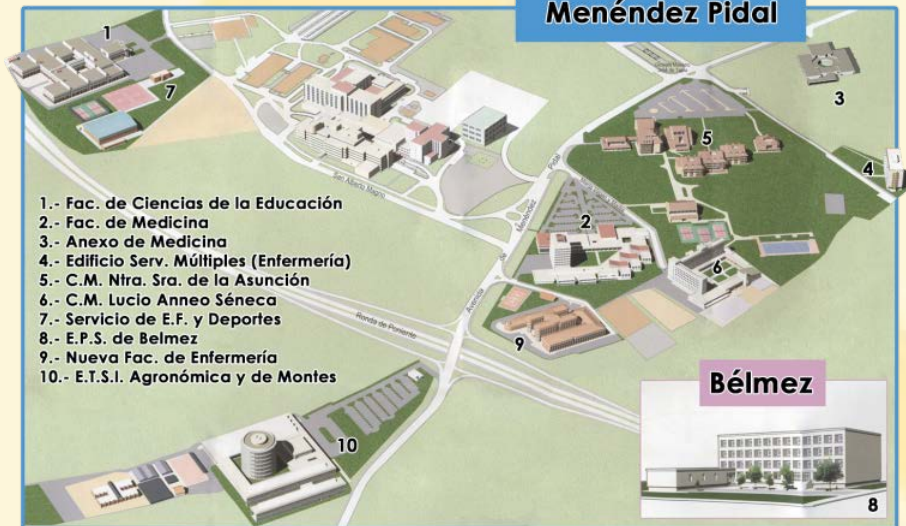 Menéndez Pidal
1
7
3
5
4
2
6
San Alberto Magno
Avenida de Menéndez Pidal
Ronda de Poniente
1.- Fac. de Ciencias de la Educación
2.- Fac. de Medicina
3.- Anexo de Medicina
4.- Edificio Serv. Múltiples (Enfermería)
5.- C.M. Ntra. Sra. de la Asunción
6.- C.M. Lucio Anneo Séneca
7.- Servicio de E.F. y Deportes
8.- E.P.S. de Belmez
9.- Nueva Fac. de Enfermería
10.- E.T.S.I. Agronómica y de Montes
9
10
Bélmez
8